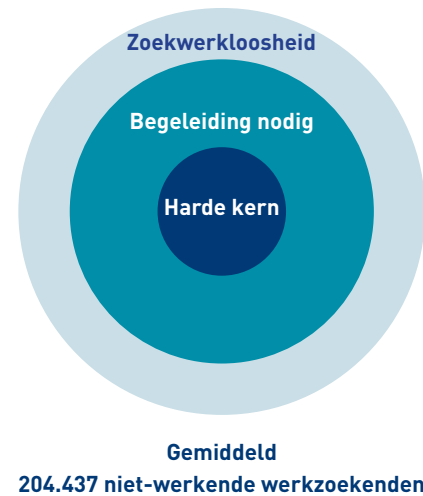 Zoekwerkloosheid
Begeleiding nodig
Harde kern
Gemiddeld
204.437 niet-werkende werkzoekenden